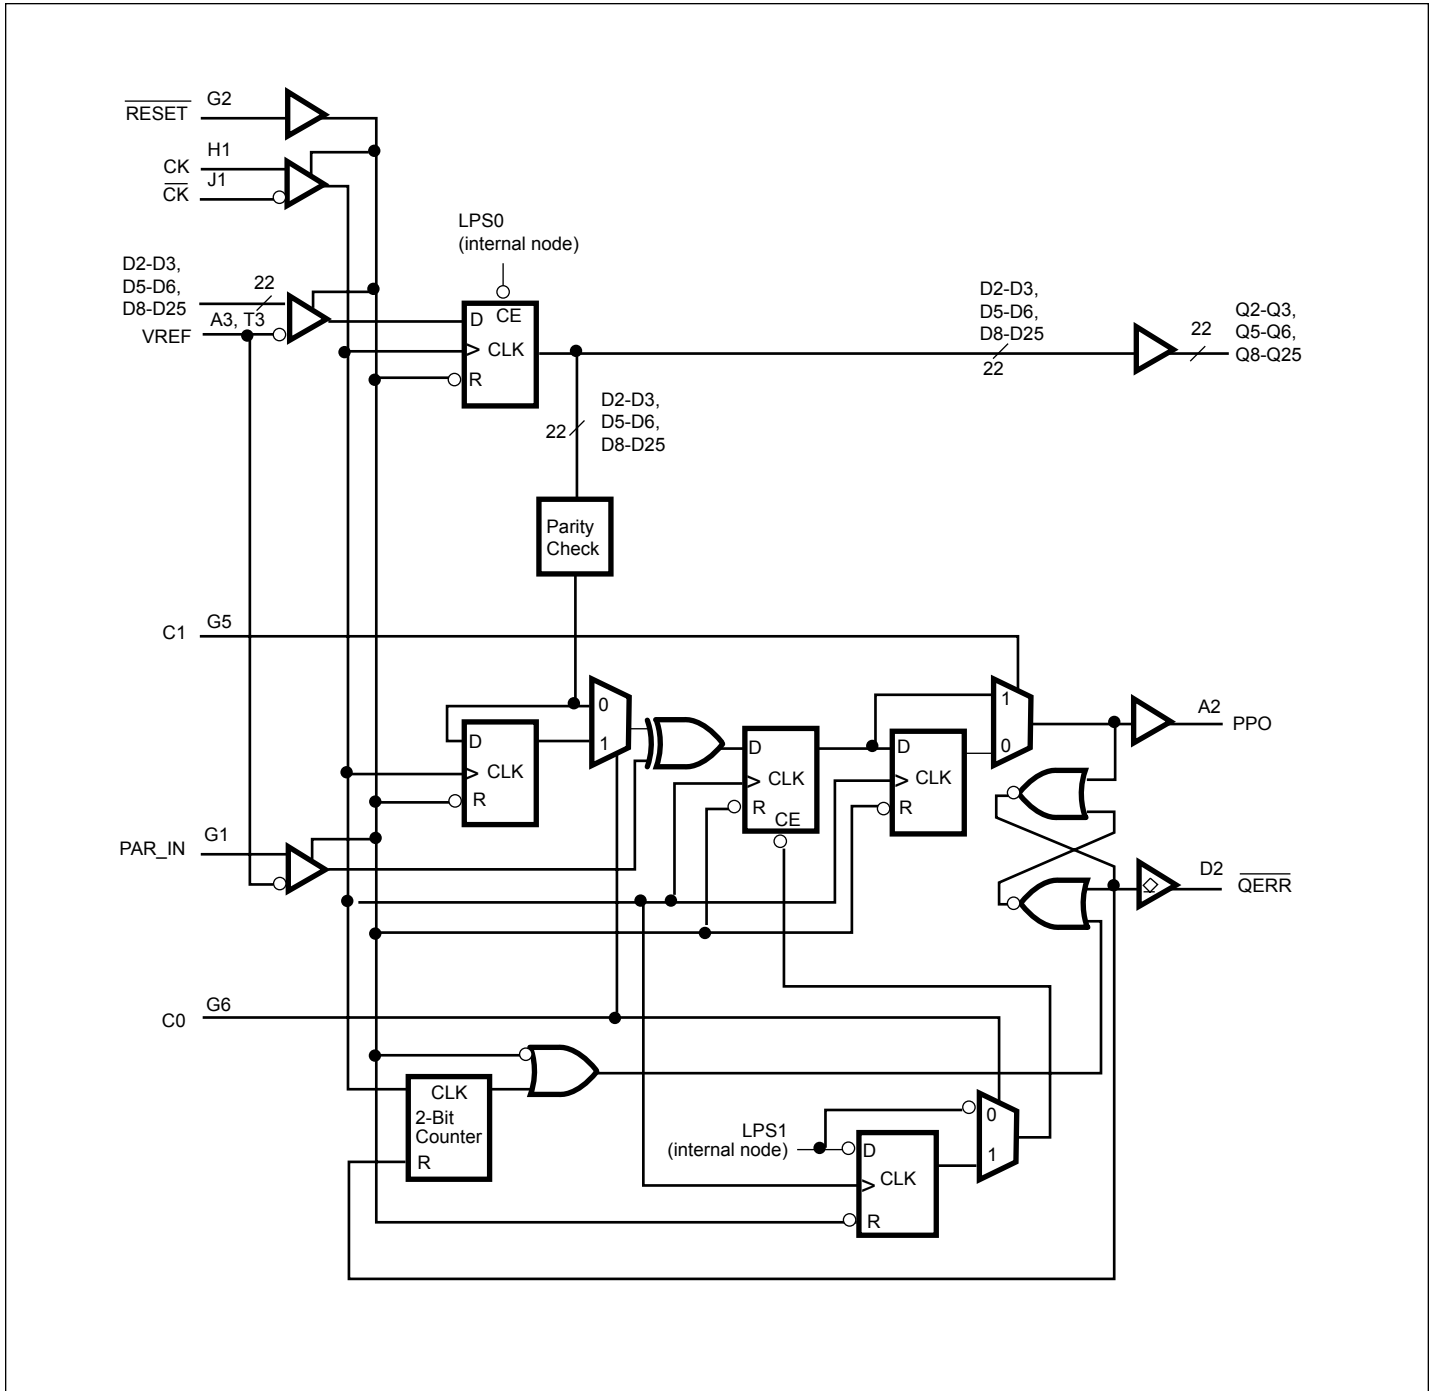 RESET
G2
CK
H1
CK
J1
LPS0
(internal node)
D2-D3,
D5-D6,
D8-D25
22
VREF
A3, T3
D
CE
CLK
R
D2-D3,
D5-D6,
D8-D25
22
22
Q2-Q3,
Q5-Q6,
Q8-Q25
22
D2-D3,
D5-D6,
D8-D25
Parity
Check
C1
G5
0
1
D
CLK
R
D
CLK
R
CE
D
CLK
R
1
0
A2
PPO
PAR_IN
G1
D2
QERR
C0
G6
CLK
2-Bit
Counter
R
LPS1
(internal node)
D
CLK
R
0
1